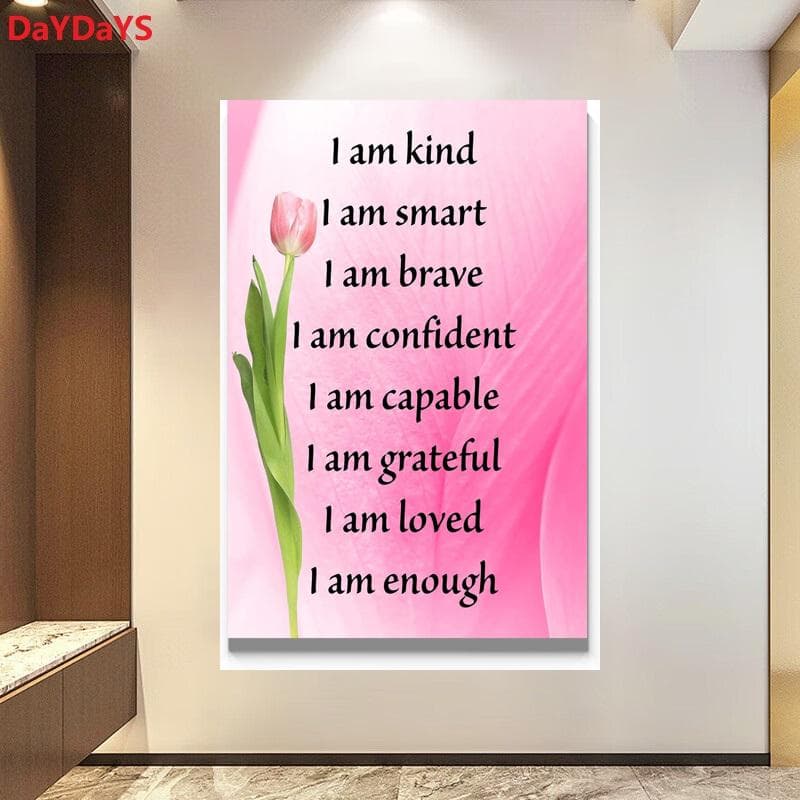 DaYDaYS
I am kind
I am smart
I am brave
I am confident
I am capable
I am grateful
I am loved
I am enough